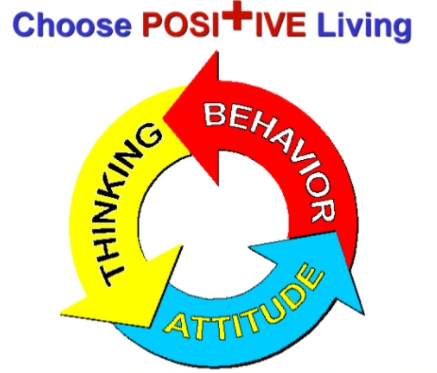 Choose POSI+IVE Living
BEHAVIOR
THINKING
ATTITUDE